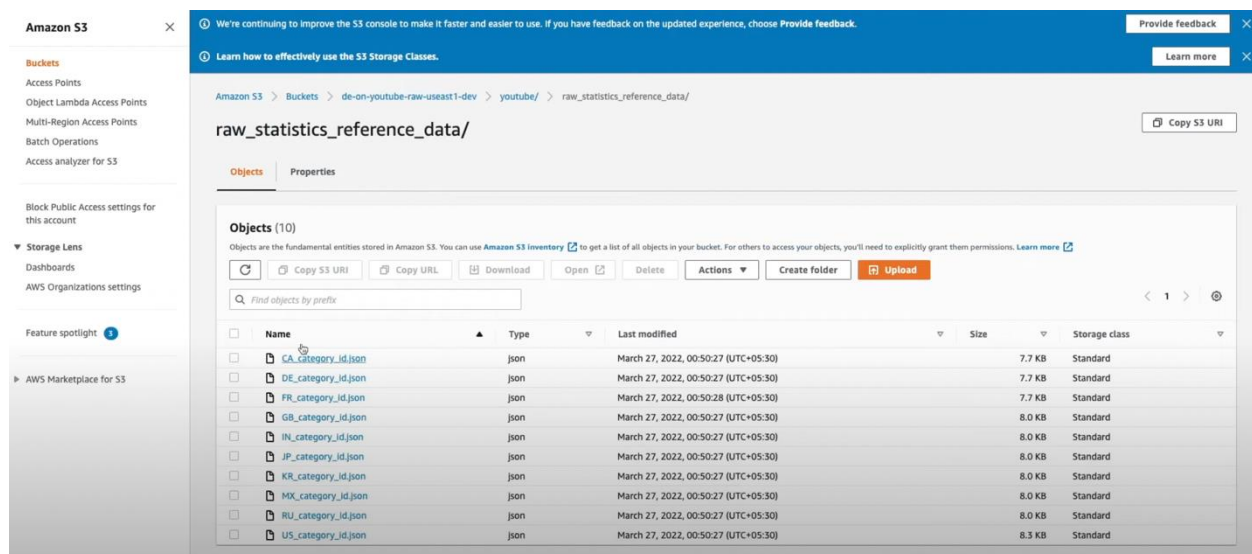 Amazon S3
We're continuing to improve the S3 console to make it faster and easier to use. If you have feedback on the updated experience, choose Provide feedback.
Provide feedback
Learn how to effectively use the S3 Storage Classes.
Learn more
Buckets
Access Points
Object Lambda Access Points
Multi-Region Access Points
Batch Operations
Access analyzer for S3
Block Public Access settings for
this account
Storage Lens
Dashboards
AWS Organizations settings
Feature spotlight 3
AWS Marketplace for S3
Amazon S3 > Buckets > de-on-youtube-raw-useast1-dev > youtube/ > raw_statistics_reference_data/
raw_statistics_reference_data/
Copy S3 URI
Objects Properties
Objects (10)
Objects are the fundamental entities stored in Amazon S3. You can use Amazon S3 inventory to get a list of all objects in your bucket. For others to access your objects, you'll need to explicitly grant them permissions. Learn more
Copy S3 URI Copy URL Download Open Delete Actions Create folder Upload
Find objects by prefix
< 1 >
Name Type Last modified Size Storage class
CA_category_id.json json March 27, 2022, 00:50:27 (UTC+05:30) 7.7 KB Standard
DE_category_id.json json March 27, 2022, 00:50:27 (UTC+05:30) 7.7 KB Standard
FR_category_id.json json March 27, 2022, 00:50:28 (UTC+05:30) 7.7 KB Standard
GB_category_id.json json March 27, 2022, 00:50:27 (UTC+05:30) 8.0 KB Standard
IN_category_id.json json March 27, 2022, 00:50:27 (UTC+05:30) 8.0 KB Standard
JP_category_id.json json March 27, 2022, 00:50:27 (UTC+05:30) 8.0 KB Standard
KR_category_id.json json March 27, 2022, 00:50:27 (UTC+05:30) 8.0 KB Standard
MX_category_id.json json March 27, 2022, 00:50:27 (UTC+05:30) 8.0 KB Standard
RU_category_id.json json March 27, 2022, 00:50:27 (UTC+05:30) 8.0 KB Standard
US_category_id.json json March 27, 2022, 00:50:27 (UTC+05:30) 8.3 KB Standard